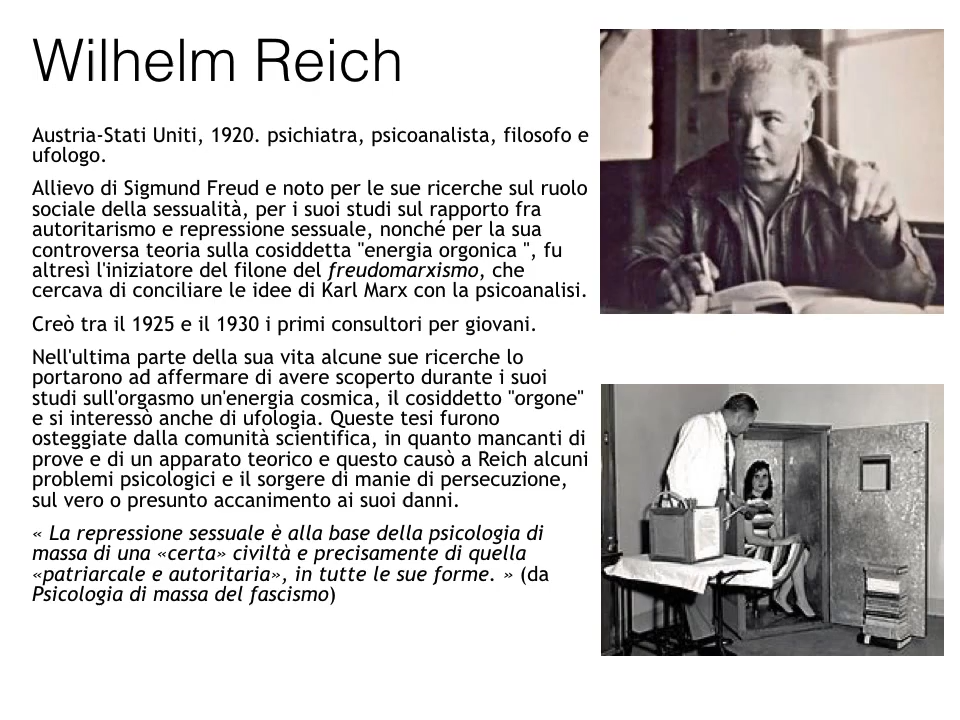 Wilhelm Reich
Austria-Stati Uniti, 1920. psichiatra, psicoanalista, filosofo e
ufologo.
Allievo di Sigmund Freud e noto per le sue ricerche sul ruolo
sociale della sessualità, per i suoi studi sul rapporto fra
autoritarismo e repressione sessuale, nonché per la sua
controversa teoria sulla cosiddetta "energia orgonica ", fu
altresì l'iniziatore del filone del freudomarxismo, che
cercava di conciliare le idee di Karl Marx con la psicoanalisi.
Creò tra il 1925 e il 1930 i primi consultori per giovani.
Nell'ultima parte della sua vita alcune sue ricerche lo
portarono ad affermare di avere scoperto durante i suoi
studi sull'orgasmo un'energia cosmica, il cosiddetto "orgone"
e si interessò anche di ufologia. Queste tesi furono
osteggiate dalla comunità scientifica, in quanto mancanti di
prove e di un apparato teorico e questo causò a Reich alcuni
problemi psicologici e il sorgere di manie di persecuzione,
sul vero o presunto accanimento ai suoi danni.
« La repressione sessuale è alla base della psicologia di
massa di una «certa» civiltà e precisamente di quella
«patriarcale e autoritaria», in tutte le sue forme. » (da
Psicologia di massa del fascismo)